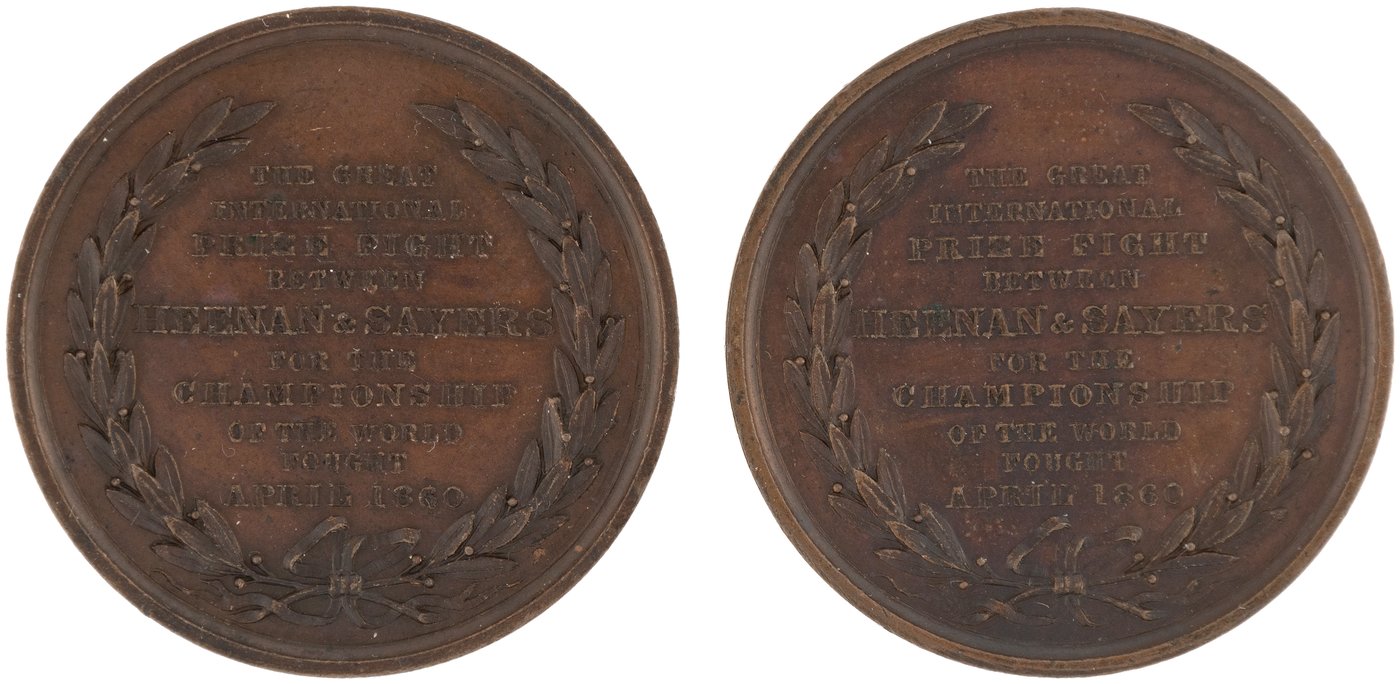 THE GREAT
INTERNATIONAL
PRIZE FIGHT
BETWEEN
HEENAN & SAYERS
FOR THE
CHAMPIONSHIP
OF THE WORLD
FOUGHT
APRIL 1860
THE GREAT
INTERNATIONAL
PRIZE FIGHT
BETWEEN
HEENAN & SAYERS
FOR THE
CHAMPIONSHIP
OF THE WORLD
FOUGHT
APRIL 1860